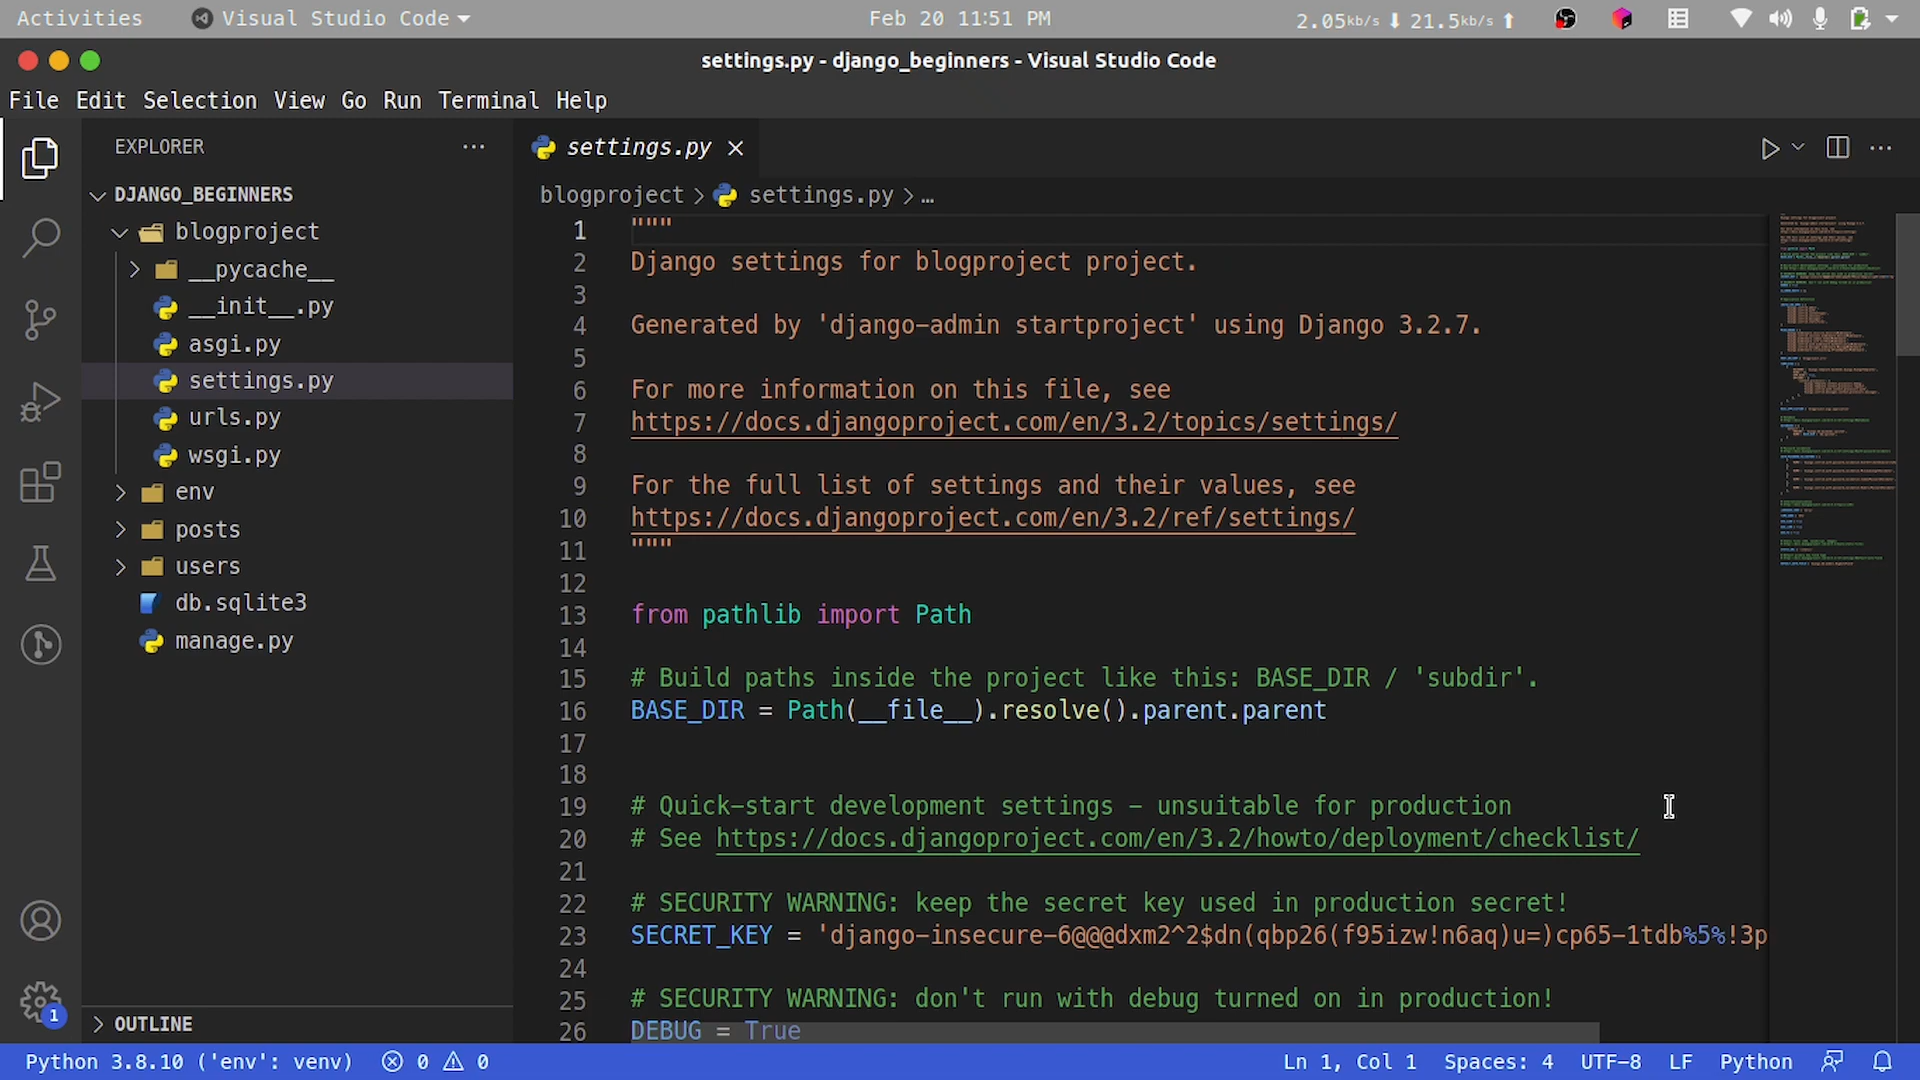 Activities Visual Studio Code Feb 20 11:51 PM 2.05kb/s ⬇ 21.5kb/s ⬆
settings.py - django_beginners - Visual Studio Code
File Edit Selection View Go Run Terminal Help
EXPLORER ···
DJANGO_BEGINNERS
blogproject
__pycache__
__init__.py
asgi.py
settings.py
urls.py
wsgi.py
env
posts
users
db.sqlite3
manage.py
OUTLINE
1
settings.py
blogproject > settings.py > …
1 """
2 Django settings for blogproject project.
3
4 Generated by 'django-admin startproject' using Django 3.2.7.
5
6 For more information on this file, see
7 https://docs.djangoproject.com/en/3.2/topics/settings/
8
9 For the full list of settings and their values, see
10 https://docs.djangoproject.com/en/3.2/ref/settings/
11 """
12
13 from pathlib import Path
14
15 # Build paths inside the project like this: BASE_DIR / 'subdir'.
16 BASE_DIR = Path(__file__).resolve().parent.parent
17
18
19 # Quick-start development settings - unsuitable for production
20 # See https://docs.djangoproject.com/en/3.2/howto/deployment/checklist/
21
22 # SECURITY WARNING: keep the secret key used in production secret!
23 SECRET_KEY = 'django-insecure-6@@@dxm2^2$dn(qbp26(f95izw!n6aq)u=)cp65-1tdb%5%!3p
24
25 # SECURITY WARNING: don't run with debug turned on in production!
26 DEBUG = True
Python 3.8.10 ('env': venv) 0 0 Ln 1, Col 1 Spaces: 4 UTF-8 LF Python